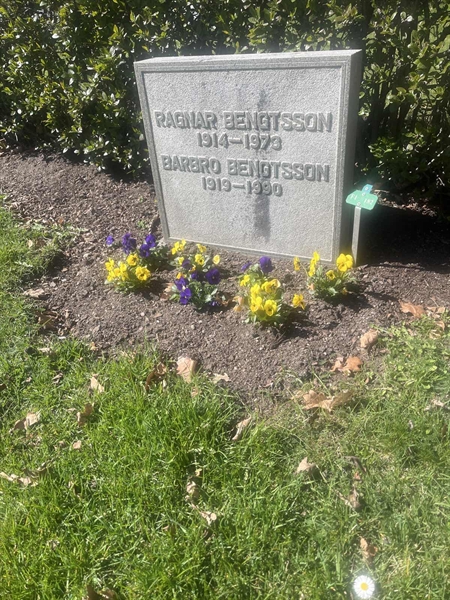 RAGNAR BENGTSSON
1914-1973
BARBRO BENGTSSON
1919-1990